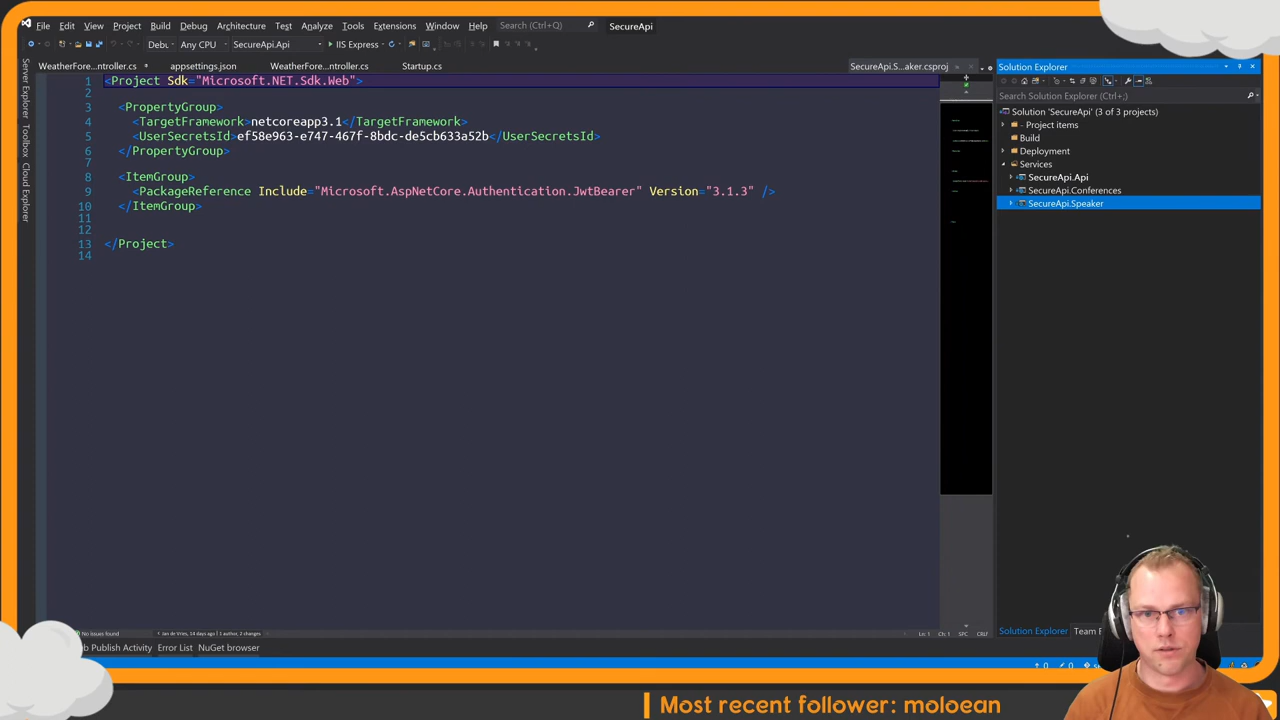 File Edit View Project Build Debug Architecture Test Analyze Tools Extensions Window Help Search (Ctrl+Q) SecureApi
Any CPU SecureApi.Api IIS Express
WeatherFore...ntroller.cs appsettings.json WeatherFore...ntroller.cs Startup.cs SecureApi.S...aker.csproj
Server Explorer Toolbox Cloud Explorer
1 <Project Sdk="Microsoft.NET.Sdk.Web">
2
3 <PropertyGroup>
4 <TargetFramework>netcoreapp3.1</TargetFramework>
5 <UserSecretsId>ef58e963-e747-467f-8bdc-de5cb633a52b</UserSecretsId>
6 </PropertyGroup>
7
8 <ItemGroup>
9 <PackageReference Include="Microsoft.AspNetCore.Authentication.JwtBearer" Version="3.1.3" />
10 </ItemGroup>
11
12
13 </Project>
14
Solution Explorer
Search Solution Explorer (Ctrl+;)
Solution 'SecureApi' (3 of 3 projects)
Project items
Build
Deployment
Services
SecureApi.Api
SecureApi.Conferences
SecureApi.Speaker
No issues found Jan de Vries, 14 days ago | 1 author, 2 changes Ln: 1 Ch: 1 SPC CRLF
Solution Explorer Team
Publish Activity Error List NuGet browser
Most recent follower: moloean